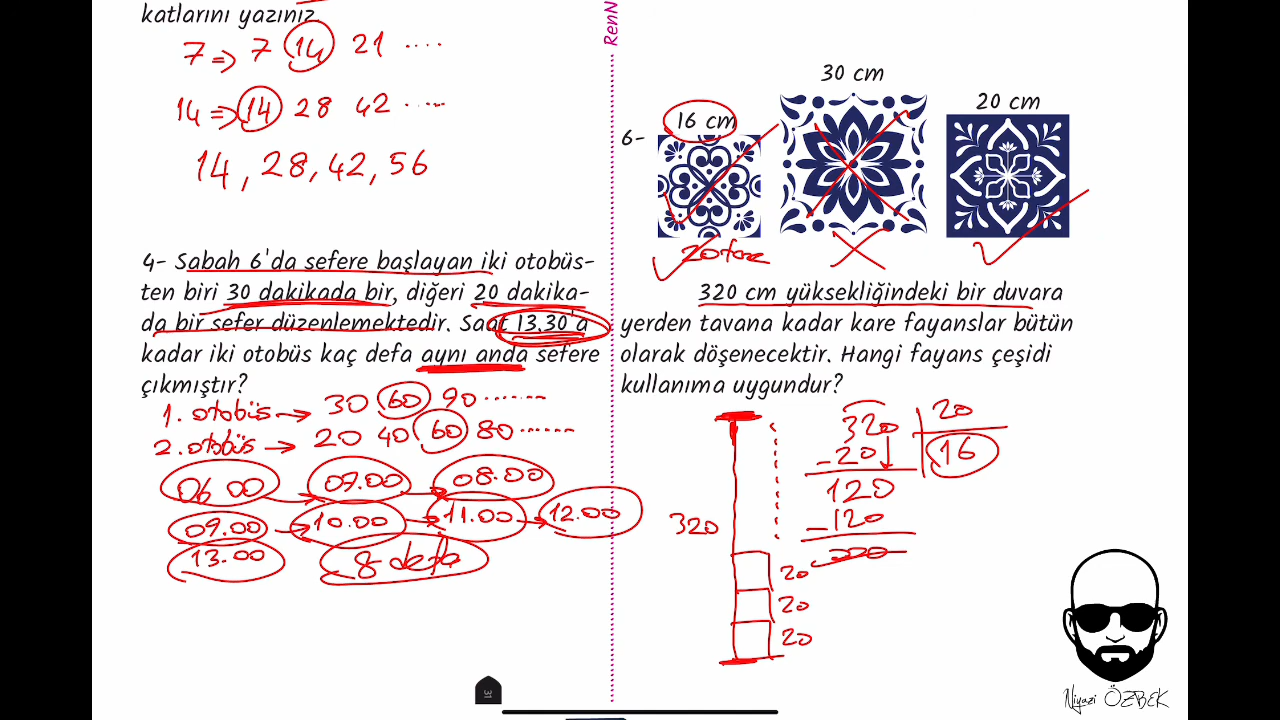 katlarını yazınız
7 ⇒ 7 14 21 ....
14 ⇒ 14 28 42 .....
14, 28, 42, 56
4- Sabah 6'da sefere başlayan iki otobüs-
ten biri 30 dakikada bir, diğeri 20 dakika-
da bir sefer düzenlemektedir. Saat 13.30'a
kadar iki otobüs kaç defa aynı anda sefere
çıkmıştır?
1. otobüs → 30 60 90 .......
2. otobüs → 20 40 60 80 .......
06 00 → 07.00 → 08.00
09.00 → 10.00 → 11.00 → 12.00
13.00 8 defa
31
RenN
30 cm
16 cm
20 cm
6-
20 tane
320 cm yüksekliğindeki bir duvara
yerden tavana kadar kare fayanslar bütün
olarak döşenecektir. Hangi fayans çeşidi
kullanıma uygundur?
320
20
20
20
320 20
-20 16
120
-120
Niyazi ÖZBEK